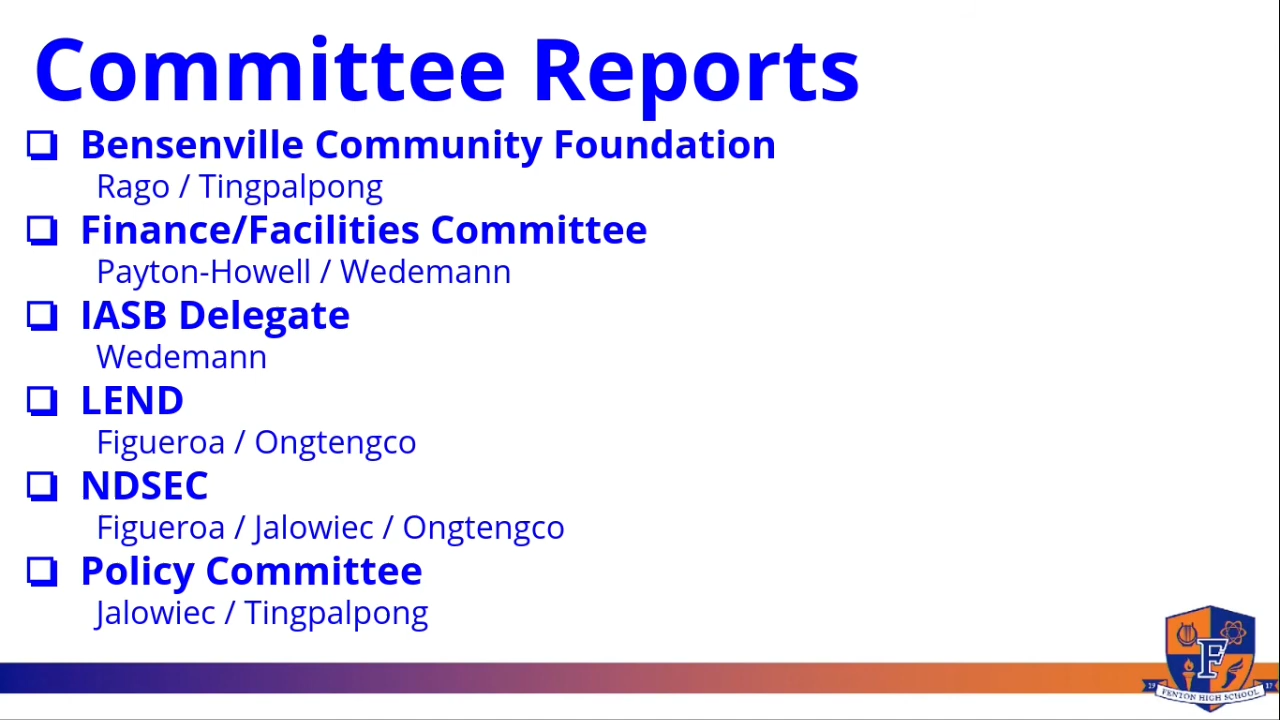 Committee Reports
❏ Bensenville Community Foundation
Rago / Tingpalpong
❏ Finance/Facilities Committee
Payton-Howell / Wedemann
❏ IASB Delegate
Wedemann
❏ LEND
Figueroa / Ongtengco
❏ NDSEC
Figueroa / Jalowiec / Ongtengco
❏ Policy Committee
Jalowiec / Tingpalpong
F
FENTON HIGH SCHOOL